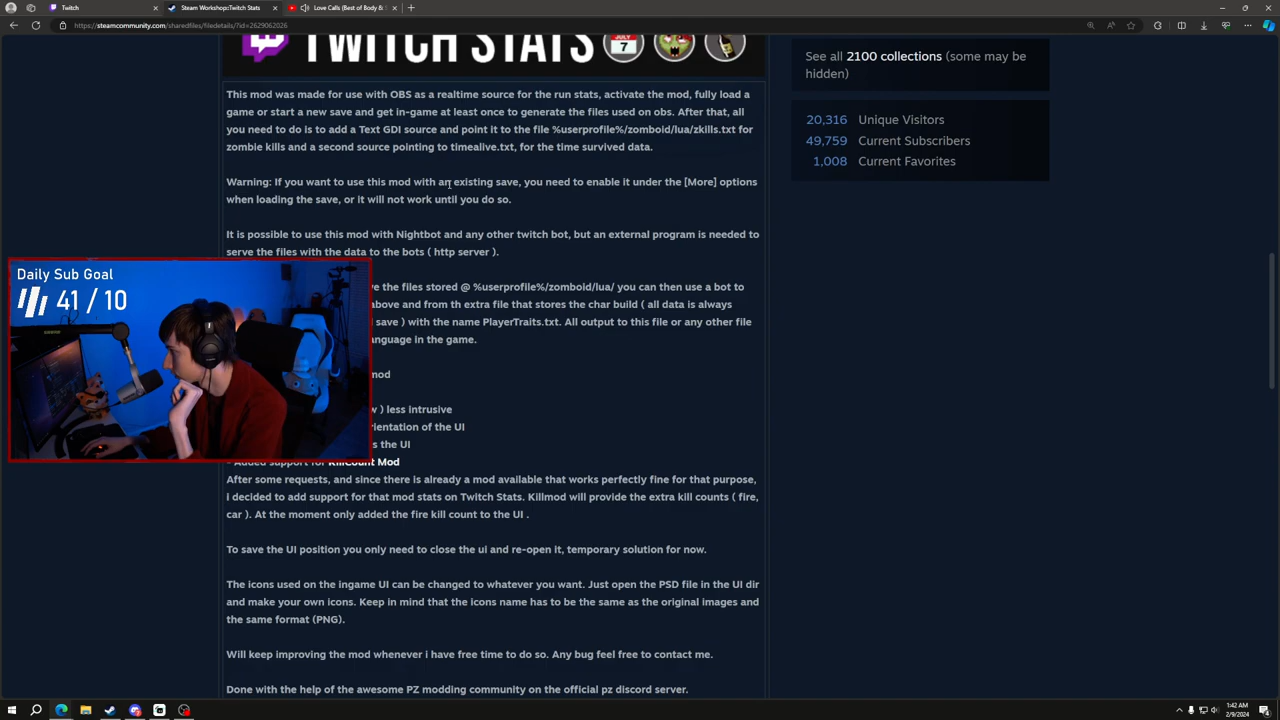 Twitch
Steam Workshop::Twitch Stats
Love Calls (Best of Body &
https://steamcommunity.com/sharedfiles/filedetails/?id=2629062026
TWITCH STATS
JULY
7
This mod was made for use with OBS as a realtime source for the run stats, activate the mod, fully load a
game or start a new save and get in-game at least once to generate the files used on obs. After that, all
you need to do is to add a Text GDI source and point it to the file %userprofile%/zomboid/lua/zkills.txt for
zombie kills and a second source pointing to timealive.txt, for the time survived data.
Warning: If you want to use this mod with an existing save, you need to enable it under the [More] options
when loading the save, or it will not work until you do so.
It is possible to use this mod with Nightbot and any other twitch bot, but an external program is needed to
serve the files with the data to the bots ( http server ).
ve the files stored @ %userprofile%/zomboid/lua/ you can then use a bot to
above and from th extra file that stores the char build ( all data is always
save ) with the name PlayerTraits.txt. All output to this file or any other file
anguage in the game.
mod
w ) less intrusive
rientation of the UI
s the UI
- Added support for KillCount Mod
After some requests, and since there is already a mod available that works perfectly fine for that purpose,
i decided to add support for that mod stats on Twitch Stats. Killmod will provide the extra kill counts ( fire,
car ). At the moment only added the fire kill count to the UI .
To save the UI position you only need to close the ui and re-open it, temporary solution for now.
The icons used on the ingame UI can be changed to whatever you want. Just open the PSD file in the UI dir
and make your own icons. Keep in mind that the icons name has to be the same as the original images and
the same format (PNG).
Will keep improving the mod whenever i have free time to do so. Any bug feel free to contact me.
Done with the help of the awesome PZ modding community on the official pz discord server.
See all 2100 collections (some may be
hidden)
20,316 Unique Visitors
49,759 Current Subscribers
1,008 Current Favorites
Daily Sub Goal
41 / 10
1:42 AM
2/9/2024